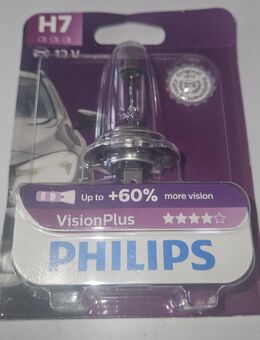 H7
12 V
Up to +60% more vision
VisionPlus
PHILIPS